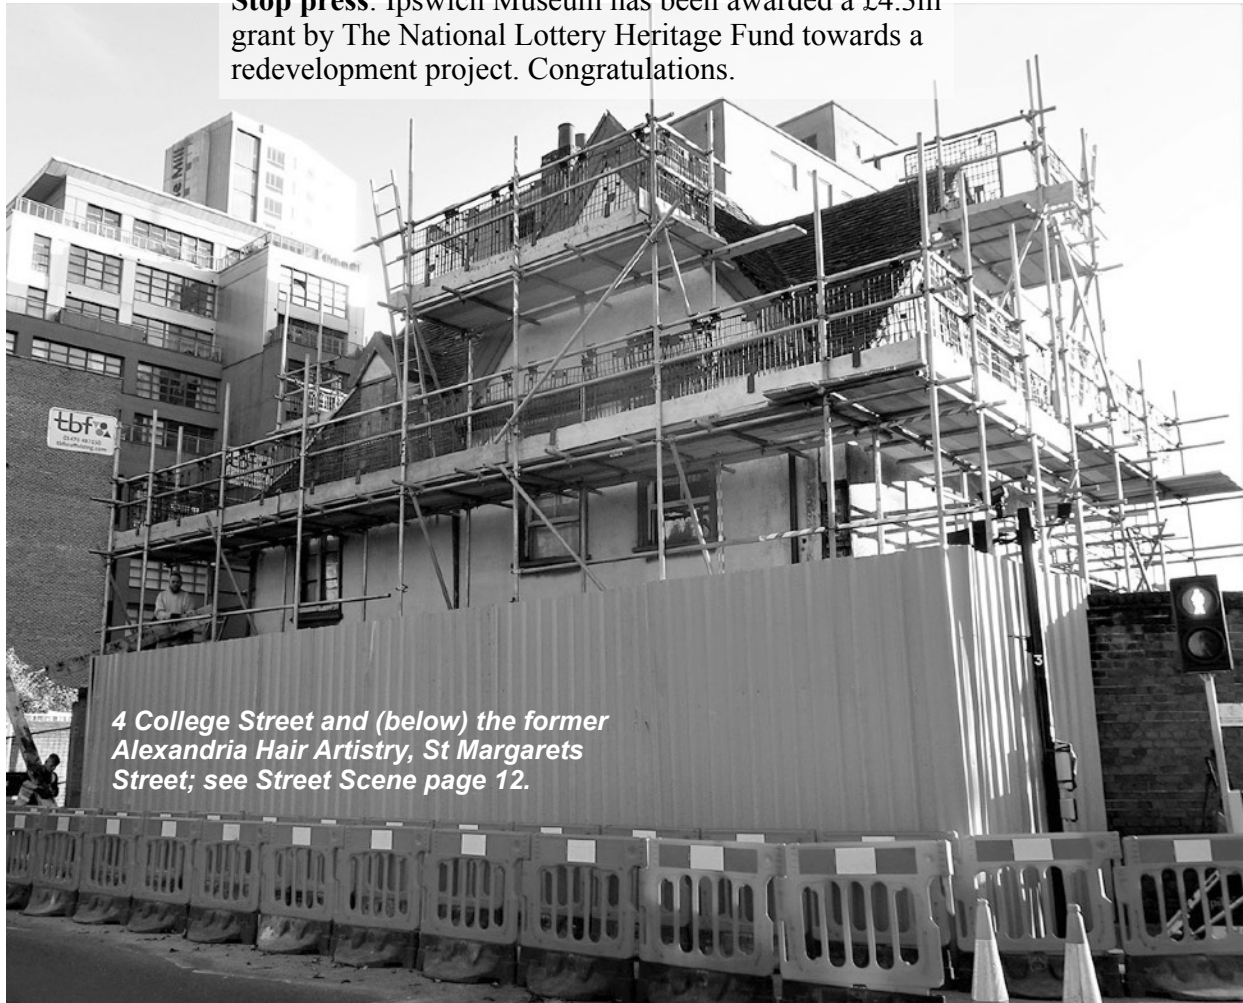 Stop press. Ipswich Museum has been awarded a £4.3m
grant by The National Lottery Heritage Fund towards a
redevelopment project. Congratulations.
tbf
4 College Street and (below) the former
Alexandria Hair Artistry, St Margarets
Street; see Street Scene page 12.
3